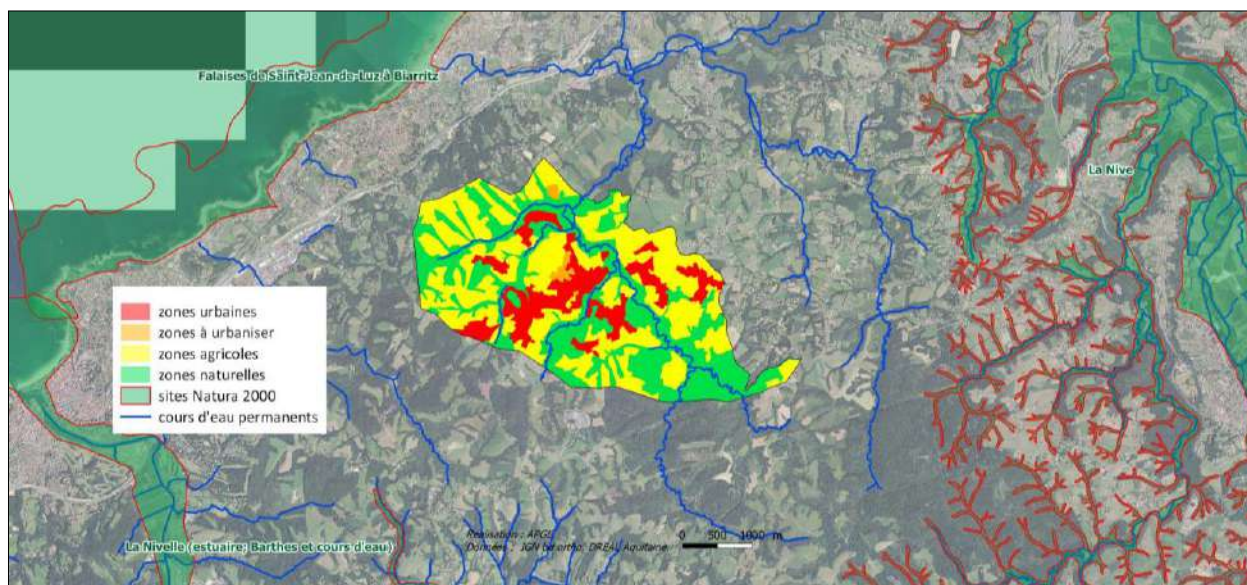 Falaises de Saint-Jean-de-Luz à Biarritz
La Nive
zones urbaines
zones à urbaniser
zones agricoles
zones naturelles
sites Natura 2000
cours d'eau permanents
La Nivelle (estuaire; Barthes et cours d'eau)
Réalisation : APGL
Données : IGN bd ortho; DREAL Aquitaine
0 500 1000 m